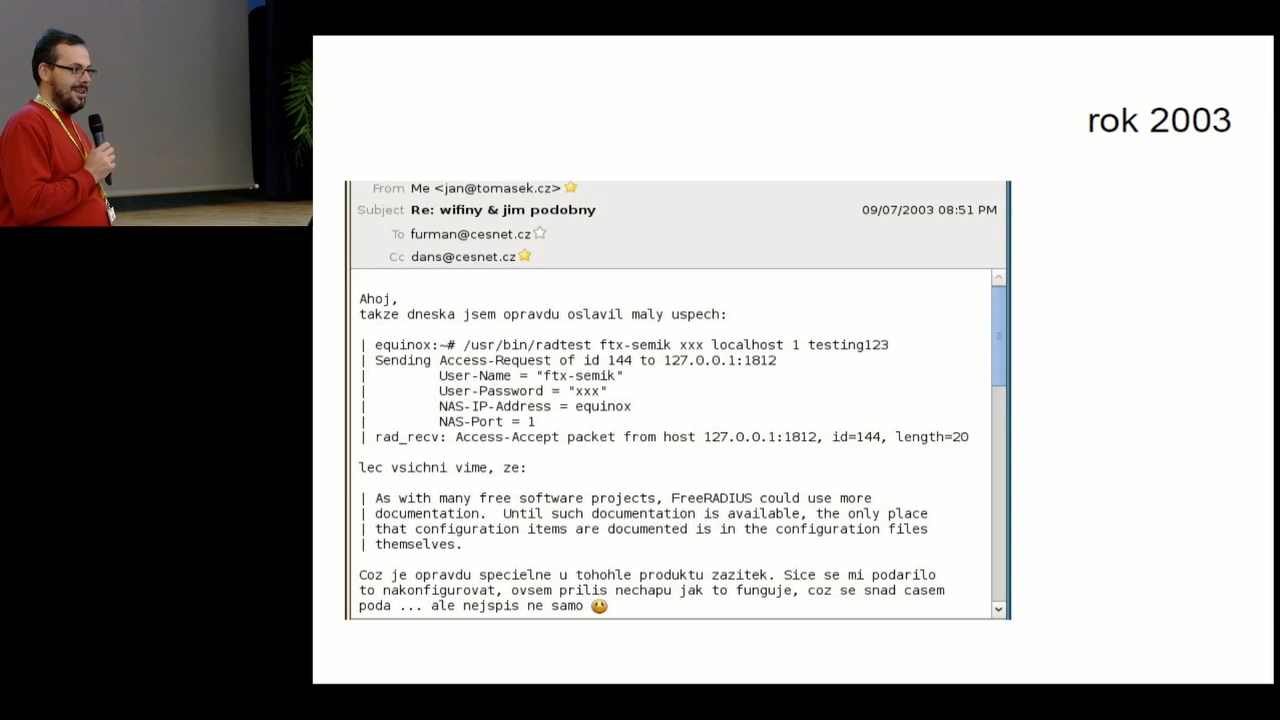 rok 2003
From Me <jan@tomasek.cz>
Subject Re: wifiny & jim podobny 09/07/2003 08:51 PM
To furman@cesnet.cz
Cc dans@cesnet.cz
Ahoj,
takze dneska jsem opravdu oslavil maly uspech:
| equinox:~# /usr/bin/radtest ftx-semik xxx localhost 1 testing123
| Sending Access-Request of id 144 to 127.0.0.1:1812
| User-Name = "ftx-semik"
| User-Password = "xxx"
| NAS-IP-Address = equinox
| NAS-Port = 1
| rad_recv: Access-Accept packet from host 127.0.0.1:1812, id=144, length=20
lec vsichni vime, ze:
| As with many free software projects, FreeRADIUS could use more
| documentation. Until such documentation is available, the only place
| that configuration items are documented is in the configuration files
| themselves.
Coz je opravdu specielne u tohohle produktu zazitek. Sice se mi podarilo
to nakonfigurovat, ovsem prilis nechapu jak to funguje, coz se snad casem
poda ... ale nejspis ne samo